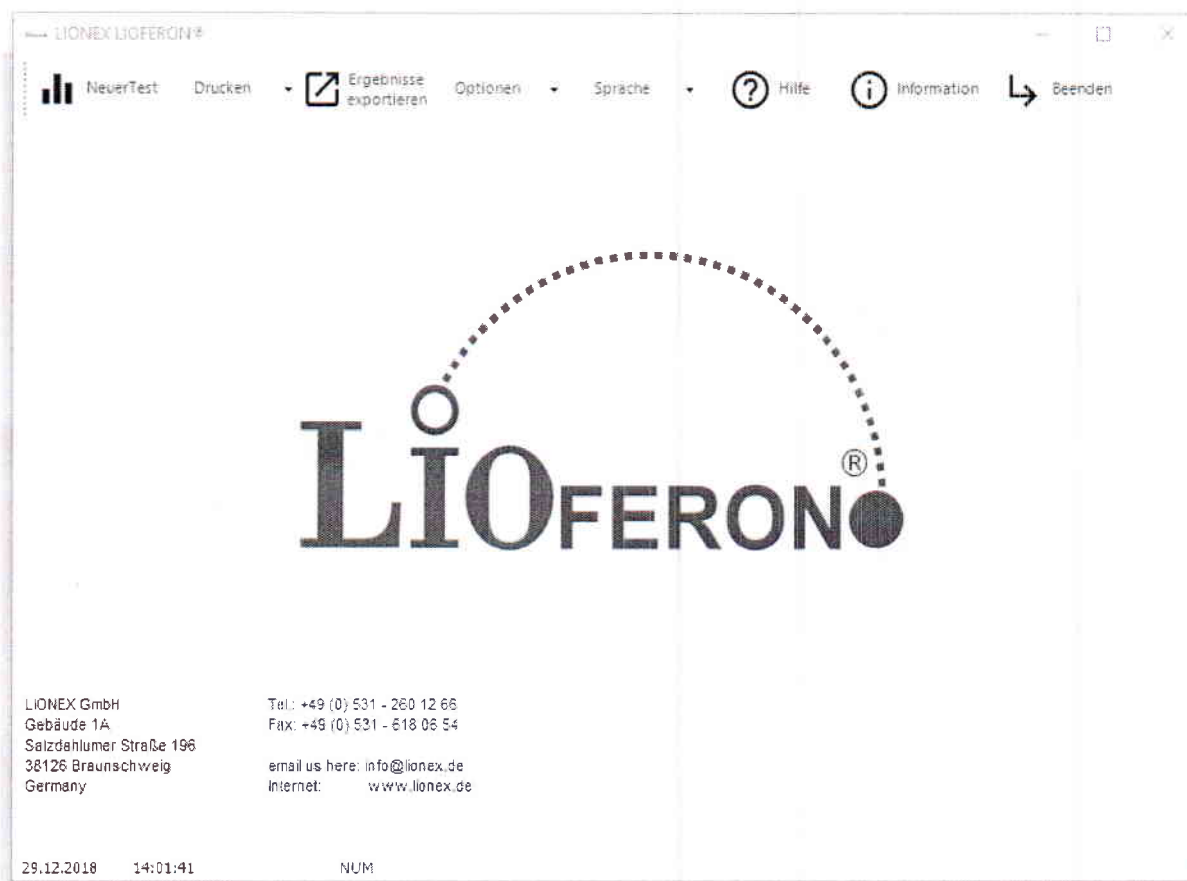 LIONEX LIOFERON®
NeuerTest Drucken Ergebnisse exportieren Optionen Sprache Hilfe Information Beenden
LIOFERON ®
LIONEX GmbH
Gebäude 1A
Salzdahlumer Straße 196
38126 Braunschweig
Germany
Tel.: +49 (0) 531 - 260 12 66
Fax: +49 (0) 531 - 618 06 54
email us here: info@lionex.de
Internet: www.lionex.de
29.12.2018 14:01:41 NUM